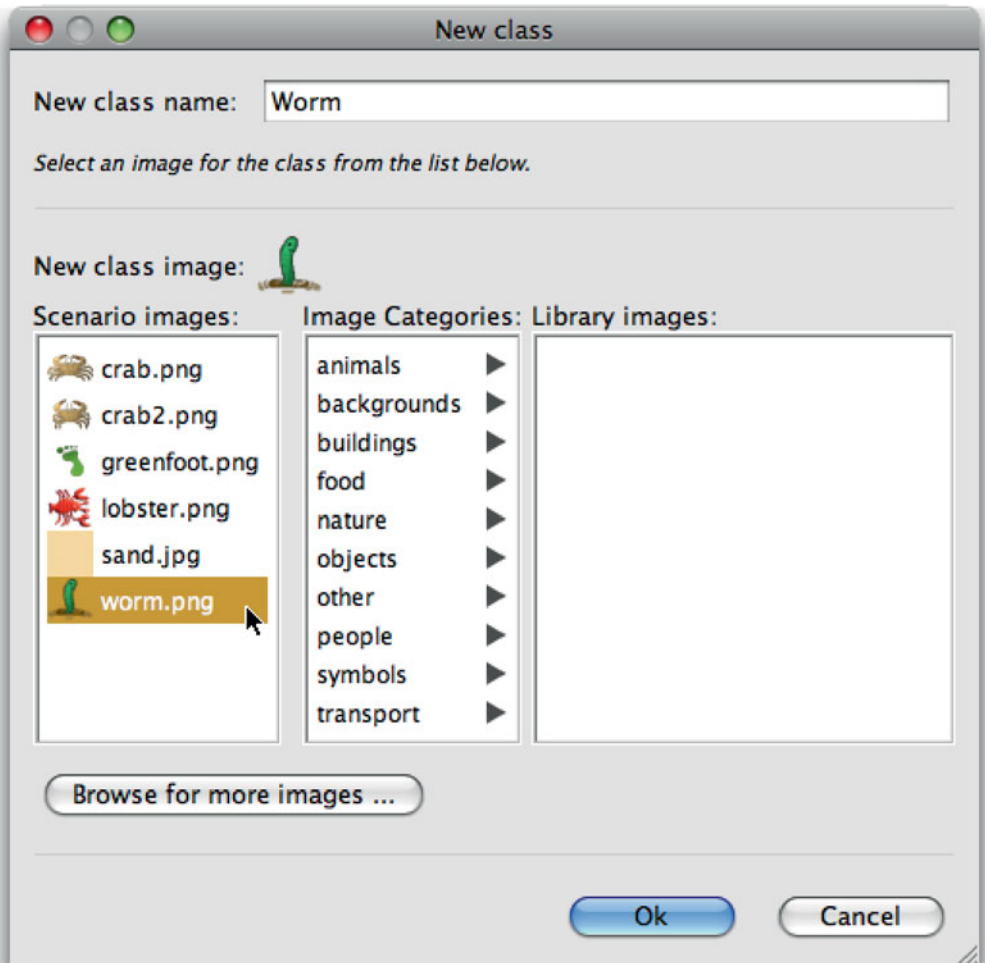 New class
New class name: Worm
Select an image for the class from the list below.
New class image:
Scenario images:
crab.png
crab2.png
greenfoot.png
lobster.png
sand.jpg
worm.png
Image Categories:
animals
backgrounds
buildings
food
nature
objects
other
people
symbols
transport
Library images:
Browse for more images ...
Ok
Cancel